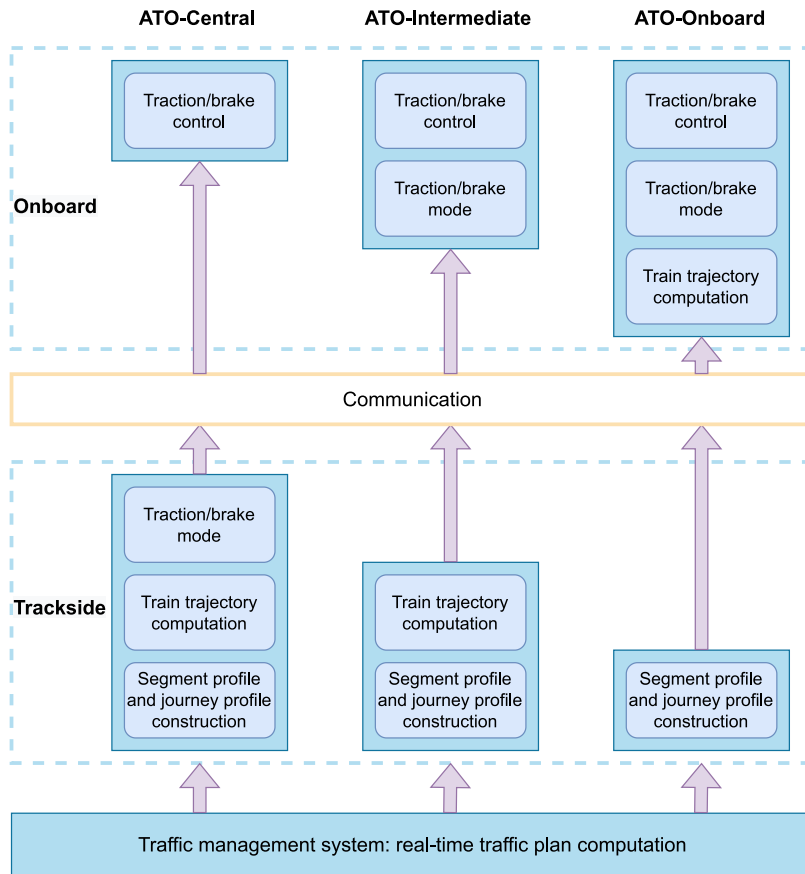 ATO-Central
ATO-Intermediate
ATO-Onboard
Onboard
Traction/brake
control
Traction/brake
control
Traction/brake
mode
Traction/brake
control
Traction/brake
mode
Train trajectory
computation
Communication
Trackside
Traction/brake
mode
Train trajectory
computation
Segment profile
and journey profile
construction
Train trajectory
computation
Segment profile
and journey profile
construction
Segment profile
and journey profile
construction
Traffic management system: real-time traffic plan computation